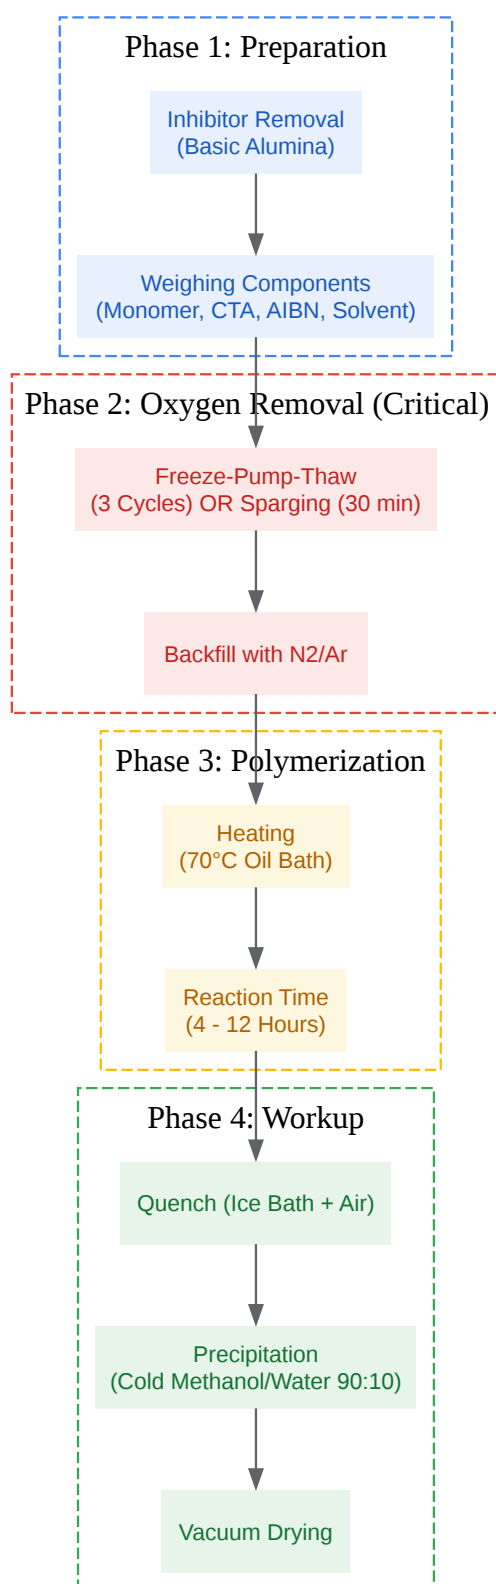 Phase 1: Preparation
Inhibitor Removal
(Basic Alumina)
Weighing Components
(Monomer, CTA, AIBN, Solvent)
Phase 2: Oxygen Removal (Critical)
Freeze-Pump-Thaw
(3 Cycles) OR Sparging (30 min)
Backfill with N2/Ar
Phase 3: Polymerization
Heating
(70°C Oil Bath)
Reaction Time
(4 - 12 Hours)
Phase 4: Workup
Quench (Ice Bath + Air)
Precipitation
(Cold Methanol/Water 90:10)
Vacuum Drying